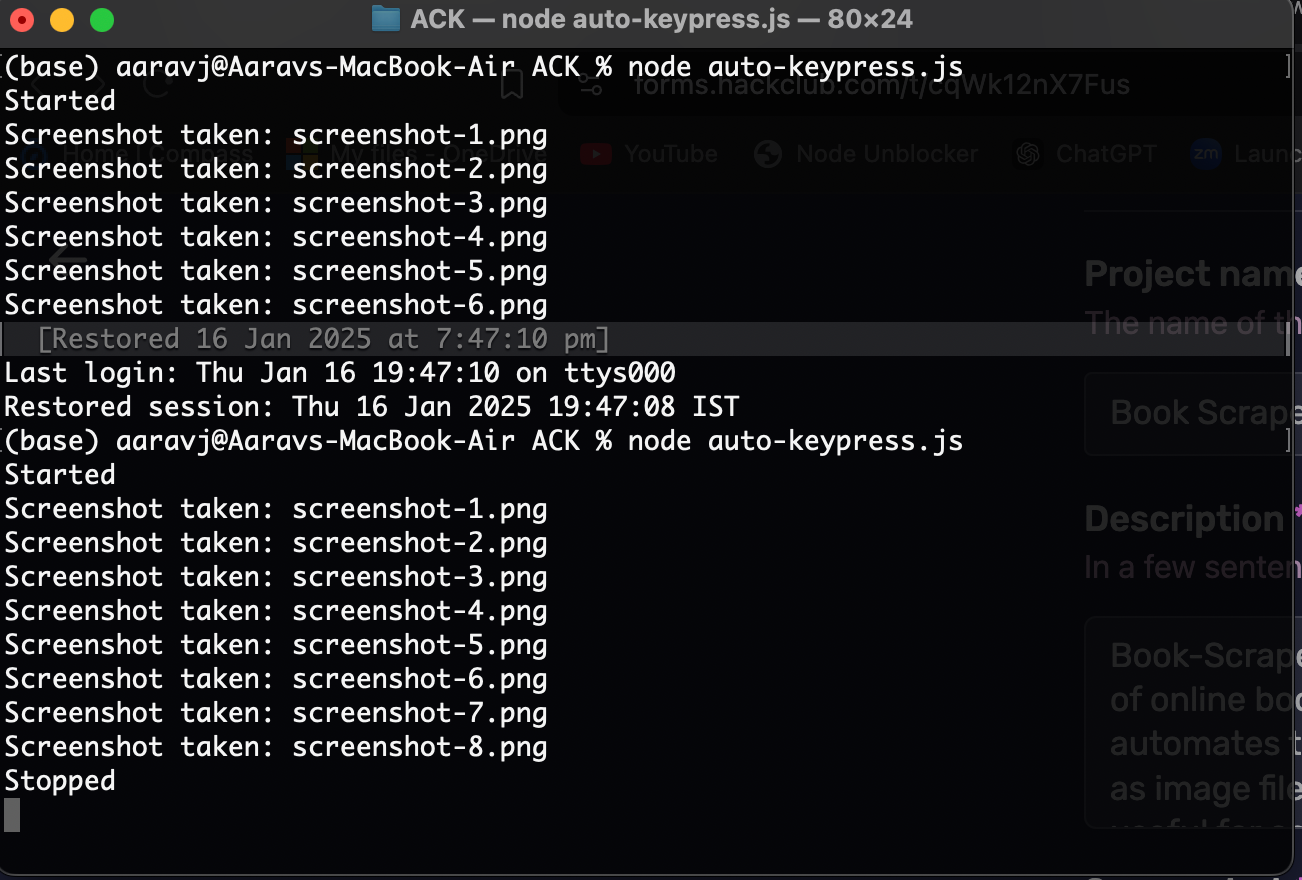 ACK — node auto-keypress.js — 80×24
(base) aaravj@Aaravs-MacBook-Air ACK % node auto-keypress.js
forms.hackclub.com/t/cqWk12nX7Fus
Started
Screenshot taken: screenshot-1.png
Home | Compass My files - OneDrive YouTube Node Unblocker ChatGPT zm Launc
Screenshot taken: screenshot-2.png
Screenshot taken: screenshot-3.png
Screenshot taken: screenshot-4.png
Screenshot taken: screenshot-5.png
Project name
Screenshot taken: screenshot-6.png
The name of th
[Restored 16 Jan 2025 at 7:47:10 pm]
Last login: Thu Jan 16 19:47:10 on ttys000
Restored session: Thu 16 Jan 2025 19:47:08 IST
Book Scrape
(base) aaravj@Aaravs-MacBook-Air ACK % node auto-keypress.js
Started
Screenshot taken: screenshot-1.png
Description *
Screenshot taken: screenshot-2.png
In a few senten
Screenshot taken: screenshot-3.png
Screenshot taken: screenshot-4.png
Screenshot taken: screenshot-5.png
Book-Scrape
Screenshot taken: screenshot-6.png
of online boo
Screenshot taken: screenshot-7.png
automates t
Screenshot taken: screenshot-8.png
Stopped
as image file